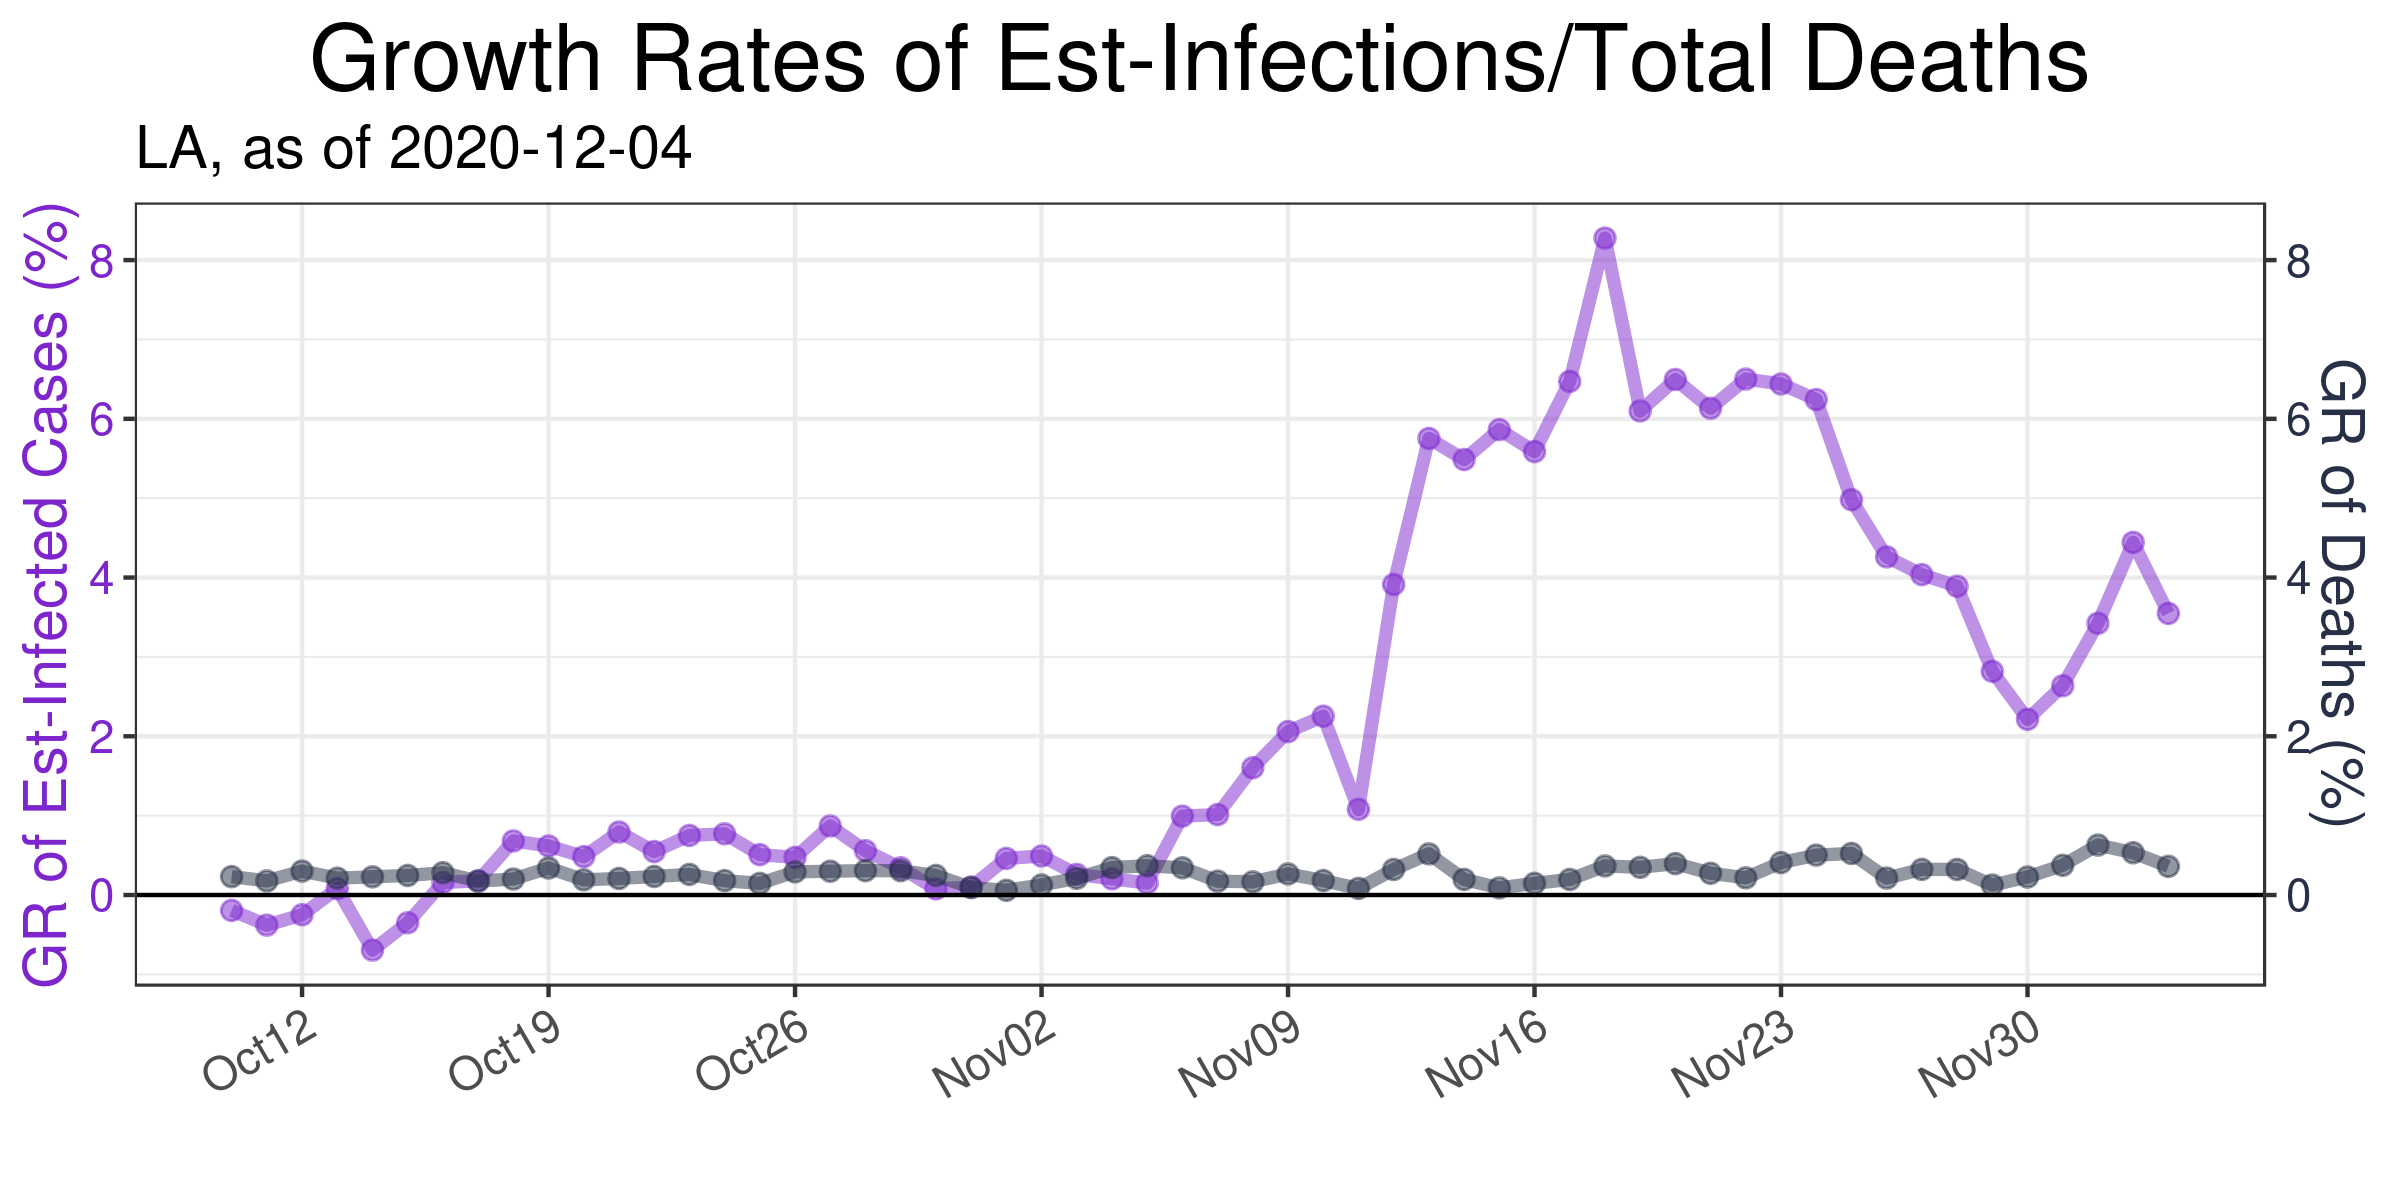 Growth Rates of Est-Infections/Total Deaths
LA, as of 2020-12-04
GR of Est-Infected Cases (%)
8
6
4
2
0
8
6
4
2
0
GR of Deaths (%)
Oct12
Oct19
Oct26
Nov02
Nov09
Nov16
Nov23
Nov30